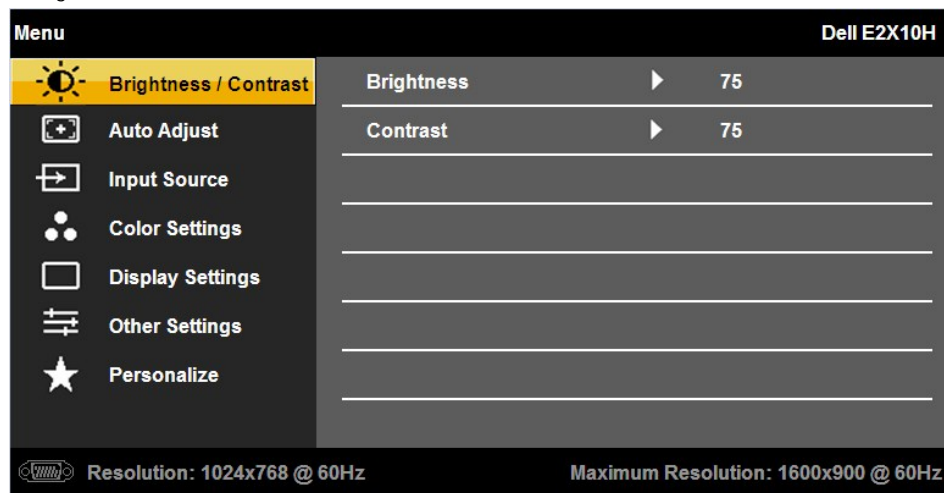 Menu Dell E2X10H
Brightness / Contrast Brightness 75
Auto Adjust Contrast 75
Input Source
Color Settings
Display Settings
Other Settings
Personalize
Resolution: 1024x768 @ 60Hz Maximum Resolution: 1600x900 @ 60Hz